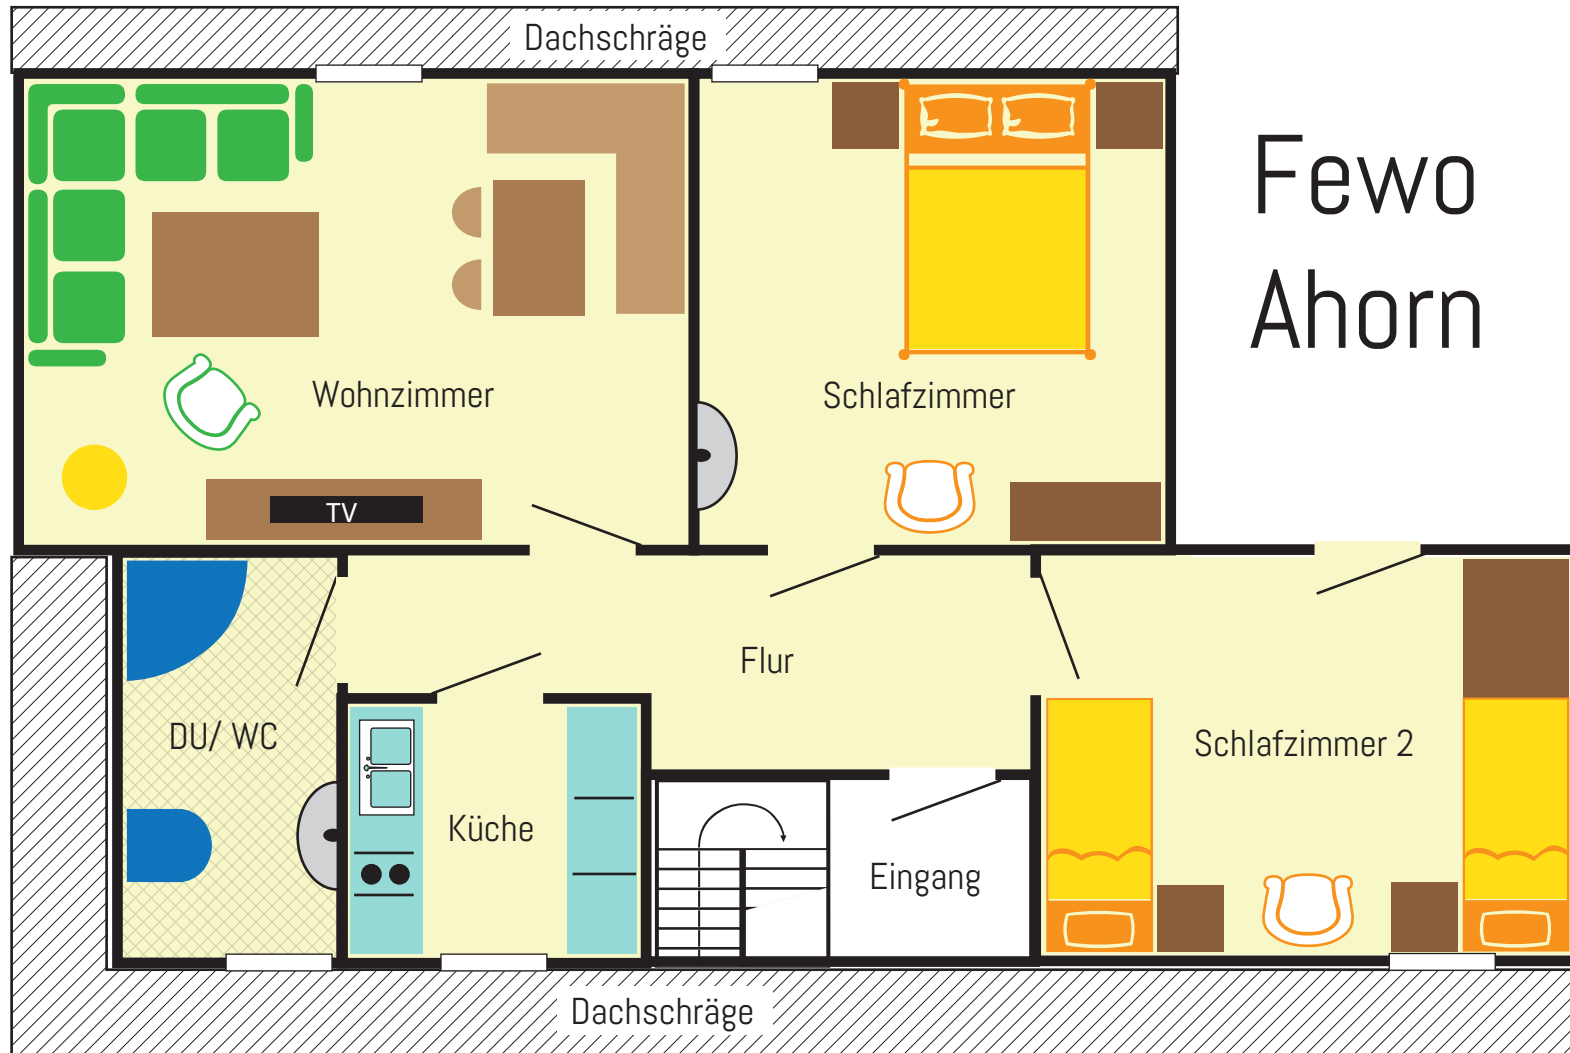 Dachschräge
Fewo
Ahorn
Wohnzimmer
Schlafzimmer
TV
Flur
DU/ WC
Schlafzimmer 2
Küche
Eingang
Dachschräge